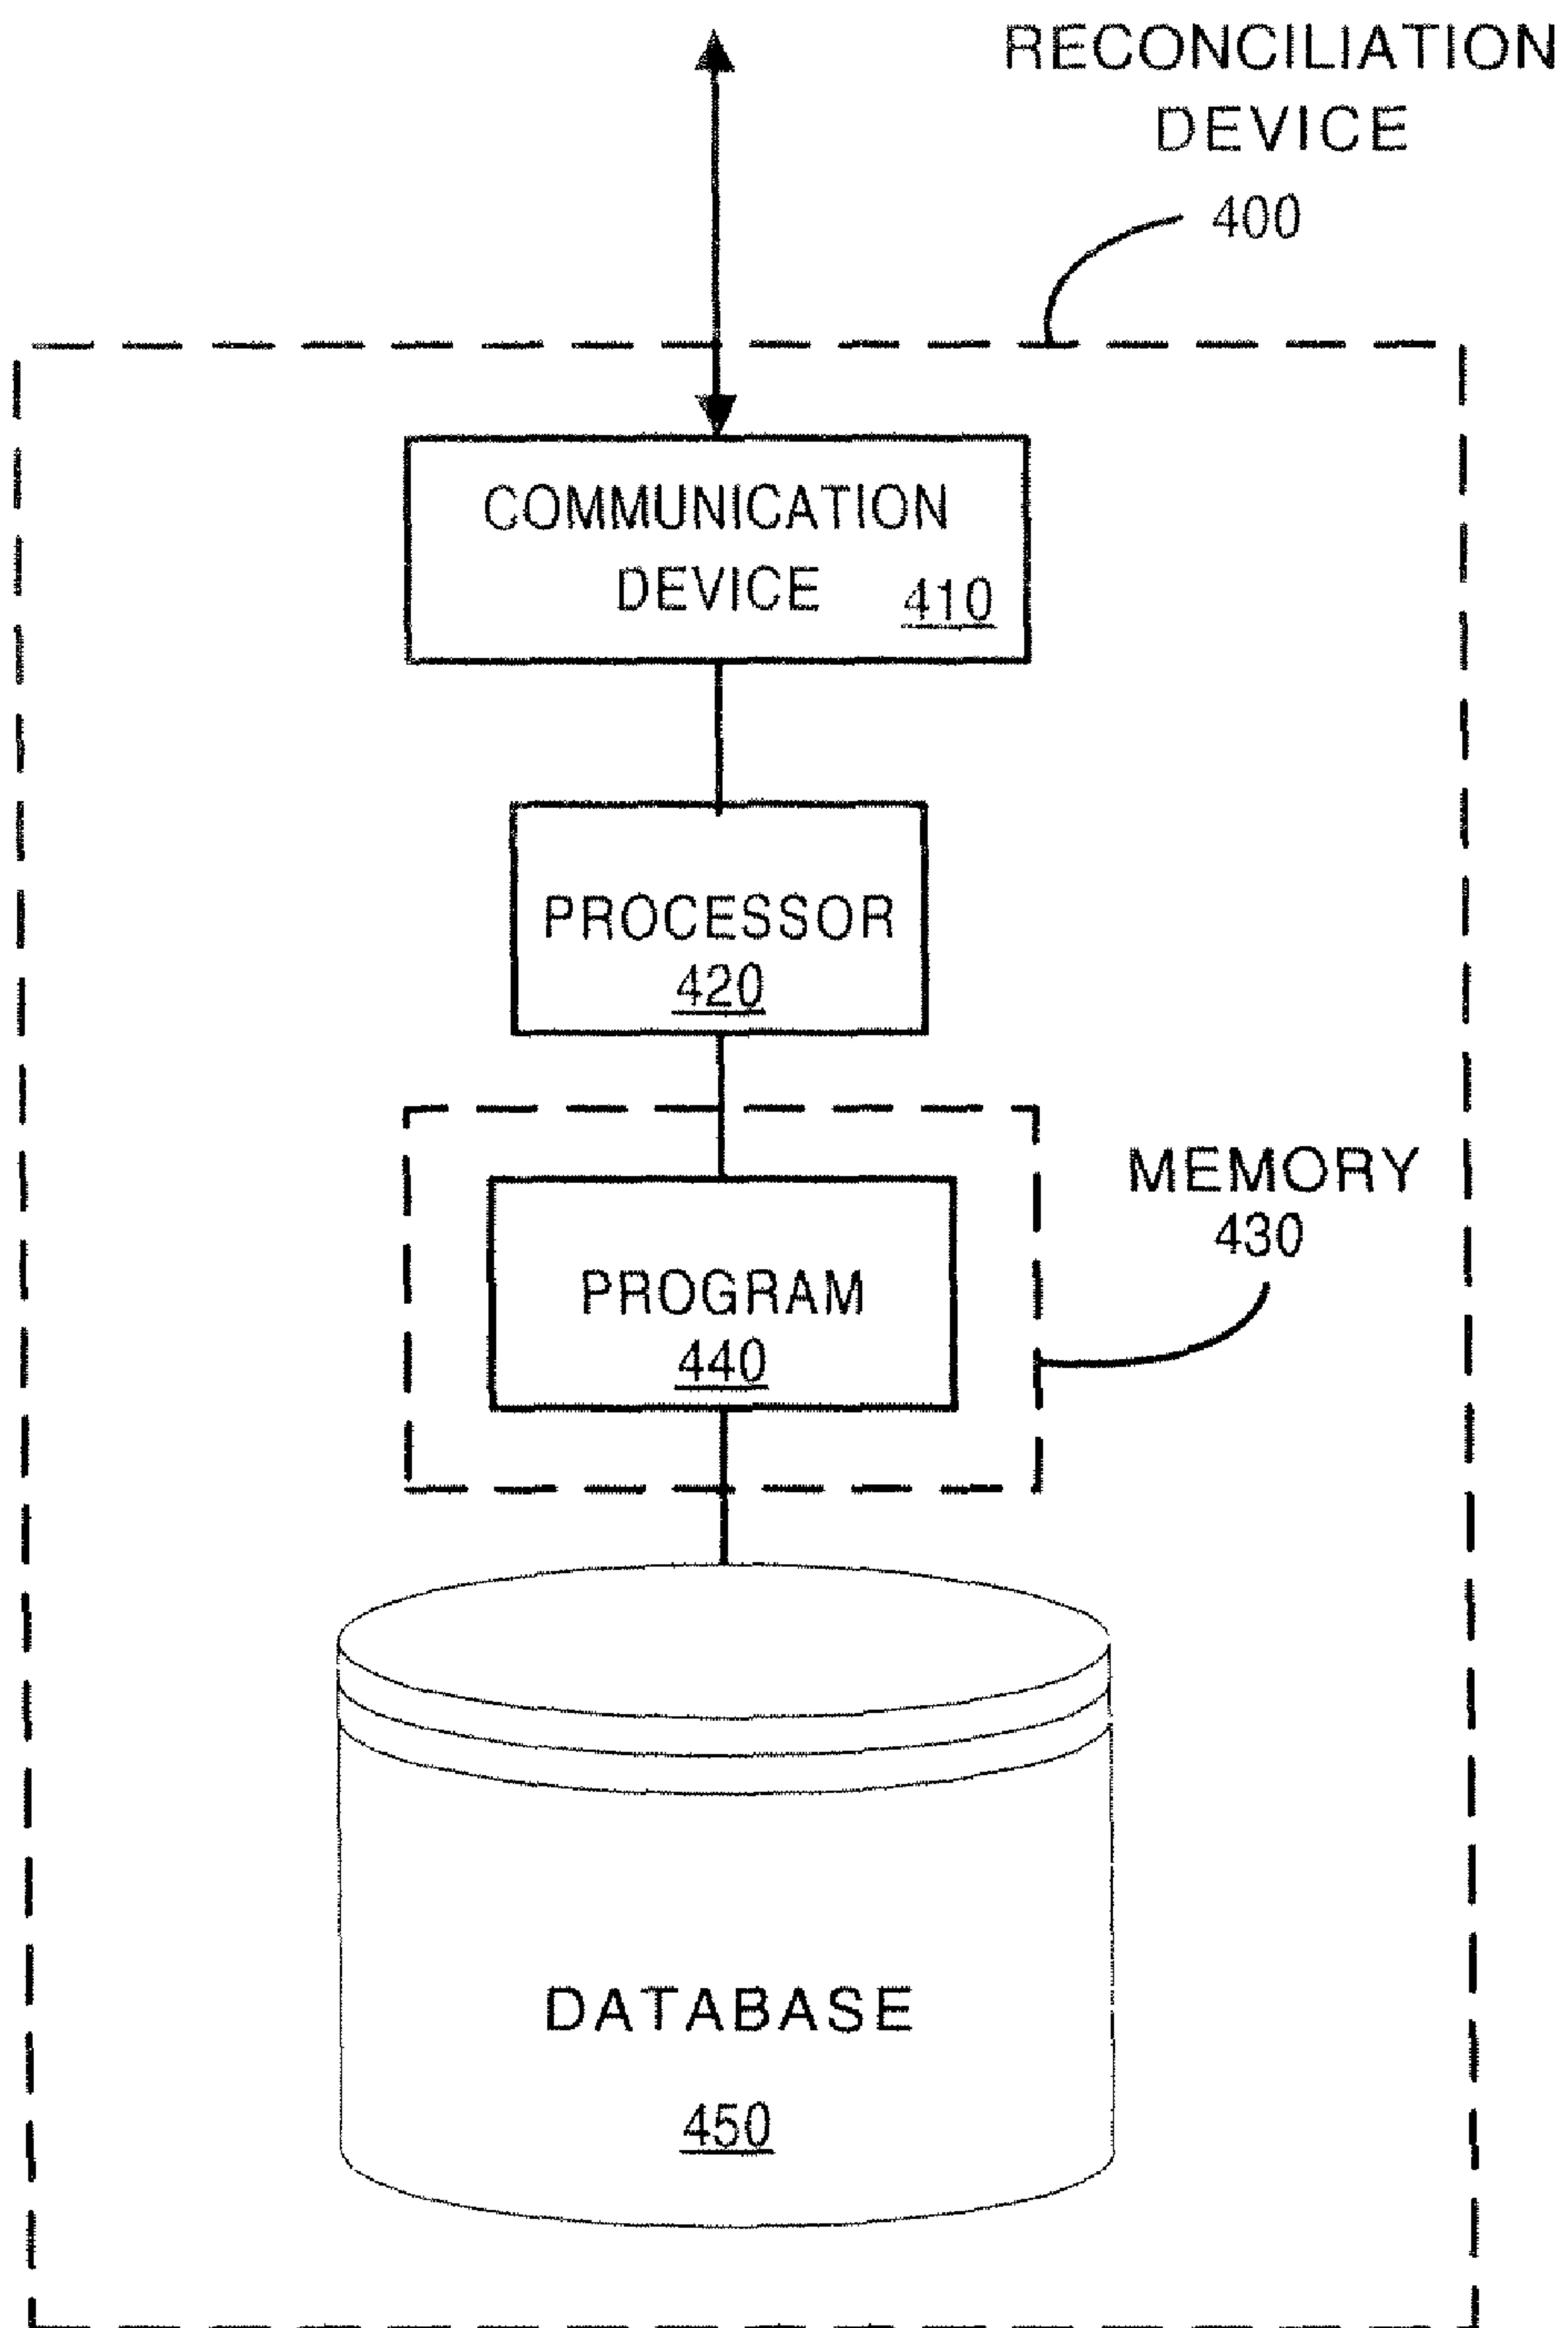 RECONCILIATION
DEVICE
400
COMMUNICATION
DEVICE 410
PROCESSOR
420
MEMORY
430
PROGRAM
440
DATABASE
450